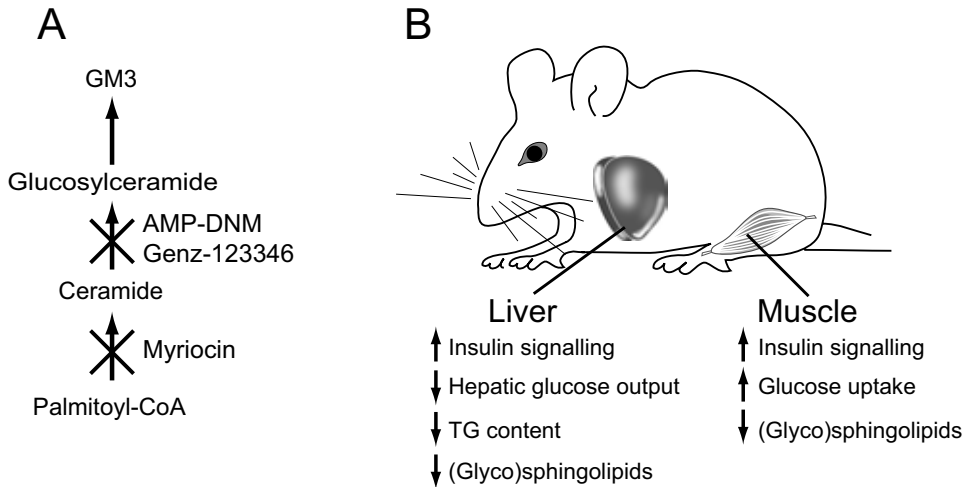 A
GM3
Glucosylceramide
AMP-DNM
Genz-123346
Ceramide
Myriocin
Palmitoyl-CoA
B
Liver
Insulin signalling
Hepatic glucose output
TG content
(Glyco)sphingolipids
Muscle
Insulin signalling
Glucose uptake
(Glyco)sphingolipids